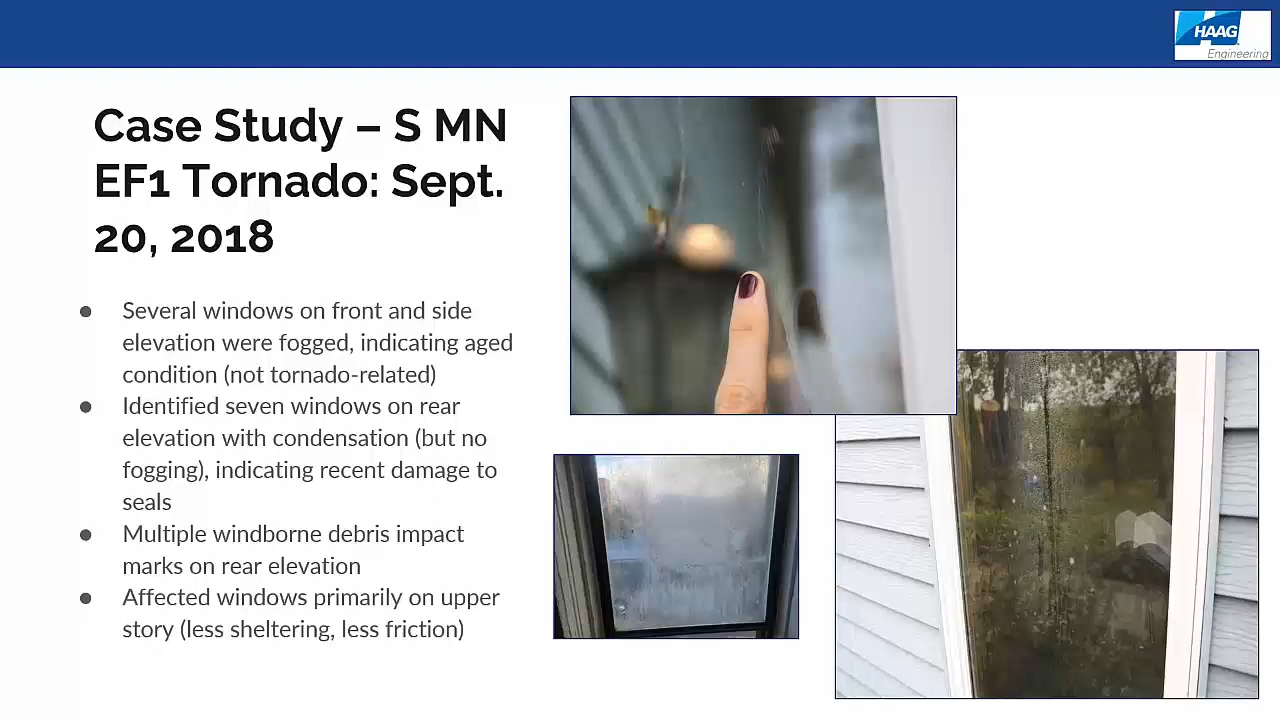 HAAG
Engineering
Case Study – S MN
EF1 Tornado: Sept.
20, 2018
● Several windows on front and side
elevation were fogged, indicating aged
condition (not tornado-related)
● Identified seven windows on rear
elevation with condensation (but no
fogging), indicating recent damage to
seals
● Multiple windborne debris impact
marks on rear elevation
● Affected windows primarily on upper
story (less sheltering, less friction)